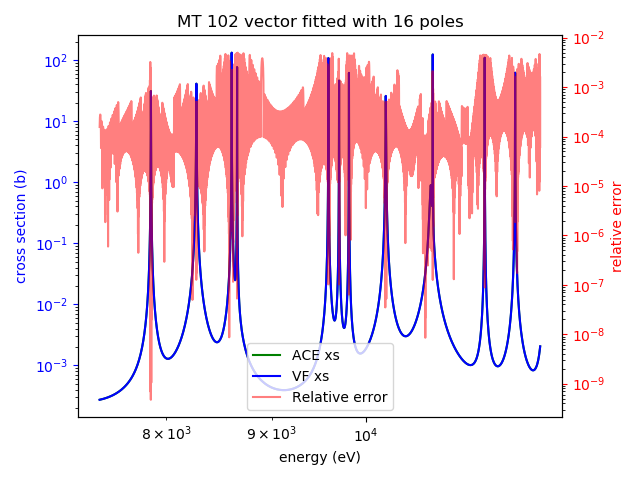 MT 102 vector fitted with 16 poles
cross section (b)
10²
10¹
10⁰
10⁻¹
10⁻²
10⁻³
10⁻²
10⁻³
10⁻⁴
10⁻⁵
10⁻⁶
10⁻⁷
10⁻⁸
10⁻⁹
relative error
ACE xs
VF xs
Relative error
8 × 10³ 9 × 10³ 10⁴
energy (eV)